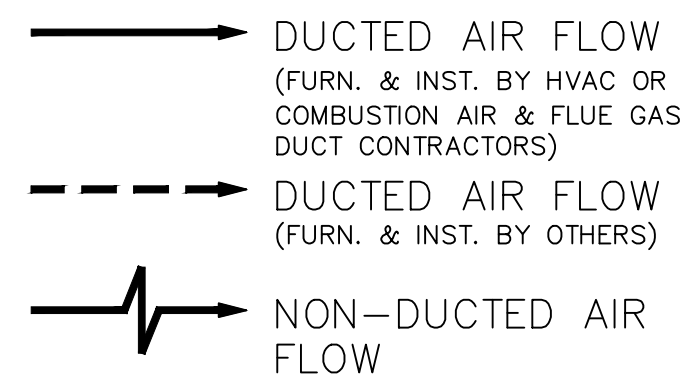 DUCTED AIR FLOW
(FURN. & INST. BY HVAC OR
COMBUSTION AIR & FLUE GAS
DUCT CONTRACTORS)
DUCTED AIR FLOW
(FURN. & INST. BY OTHERS)
NON-DUCTED AIR
FLOW